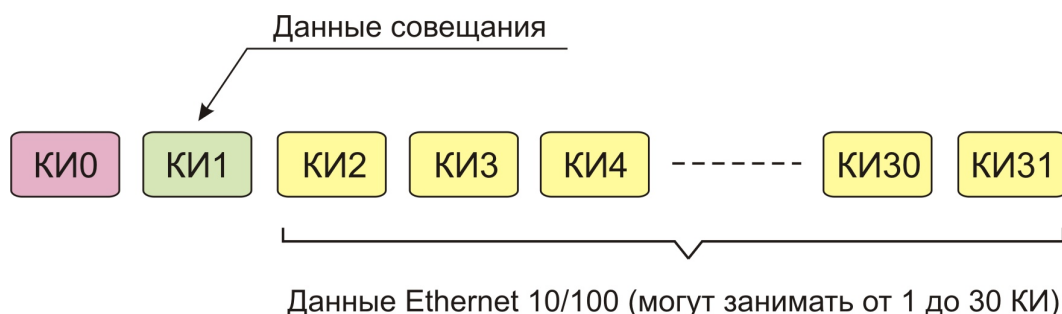 Данные совещания
КИ0 КИ1 КИ2 КИ3 КИ4 КИ30 КИ31
Данные Ethernet 10/100 (могут занимать от 1 до 30 КИ)